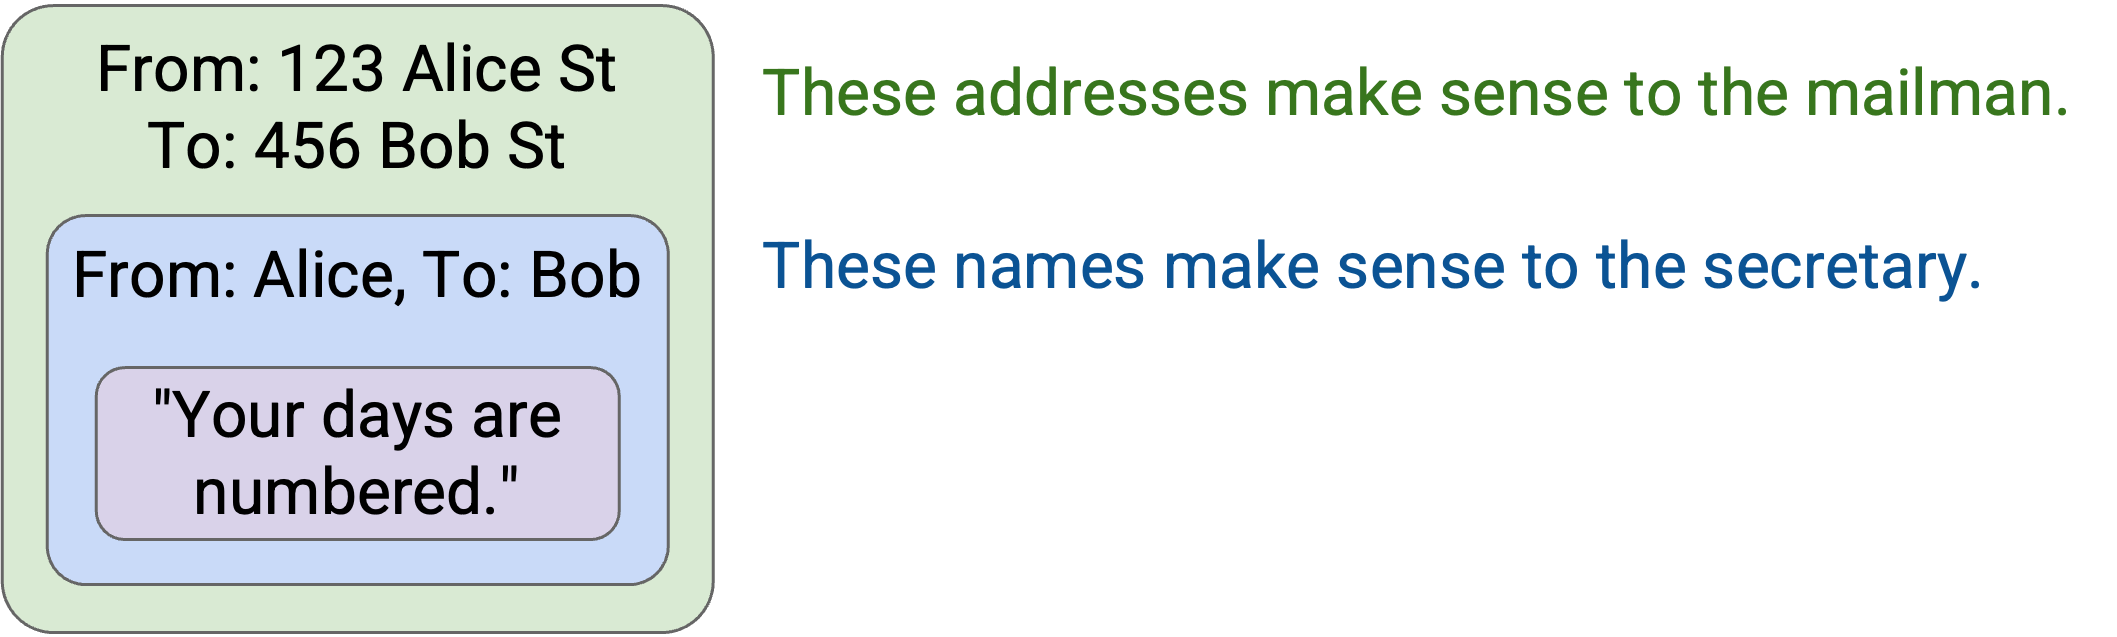 From: 123 Alice St
To: 456 Bob St
These addresses make sense to the mailman.
From: Alice, To: Bob
These names make sense to the secretary.
"Your days are
numbered."